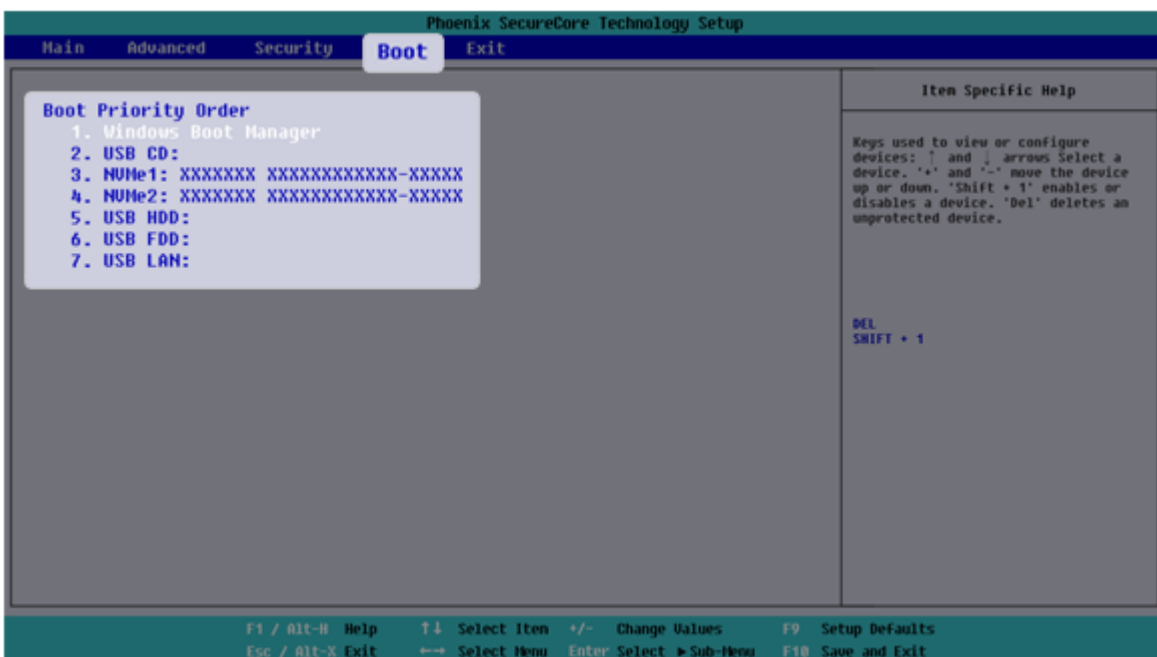 Phoenix SecureCore Technology Setup
Main Advanced Security Boot Exit
Boot Priority Order
1. Windows Boot Manager
2. USB CD:
3. NVMe1: XXXXXXX XXXXXXXXXXXX-XXXXX
4. NVMe2: XXXXXXX XXXXXXXXXXXX-XXXXX
5. USB HDD:
6. USB FDD:
7. USB LAN:
Item Specific Help
Keys used to view or configure
devices: ↑ and ↓ arrows Select a
device. '+' and '-' move the device
up or down. 'Shift + 1' enables or
disables a device. 'Del' deletes an
unprotected device.
DEL
SHIFT + 1
F1 / Alt-H Help ↑↓ Select Item +/- Change Values F9 Setup Defaults
Esc / Alt-X Exit ←→ Select Menu Enter Select ▶ Sub-Menu F10 Save and Exit